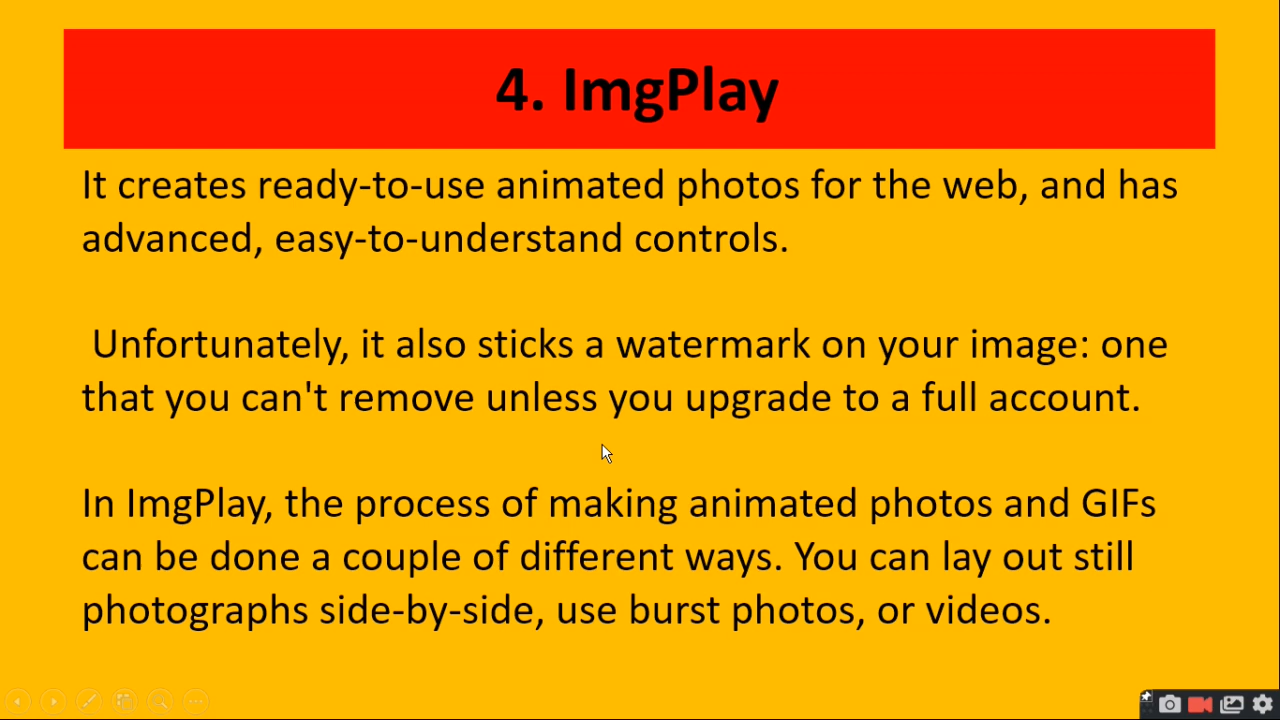 4. ImgPlay
It creates ready-to-use animated photos for the web, and has
advanced, easy-to-understand controls.
Unfortunately, it also sticks a watermark on your image: one
that you can't remove unless you upgrade to a full account.
In ImgPlay, the process of making animated photos and GIFs
can be done a couple of different ways. You can lay out still
photographs side-by-side, use burst photos, or videos.